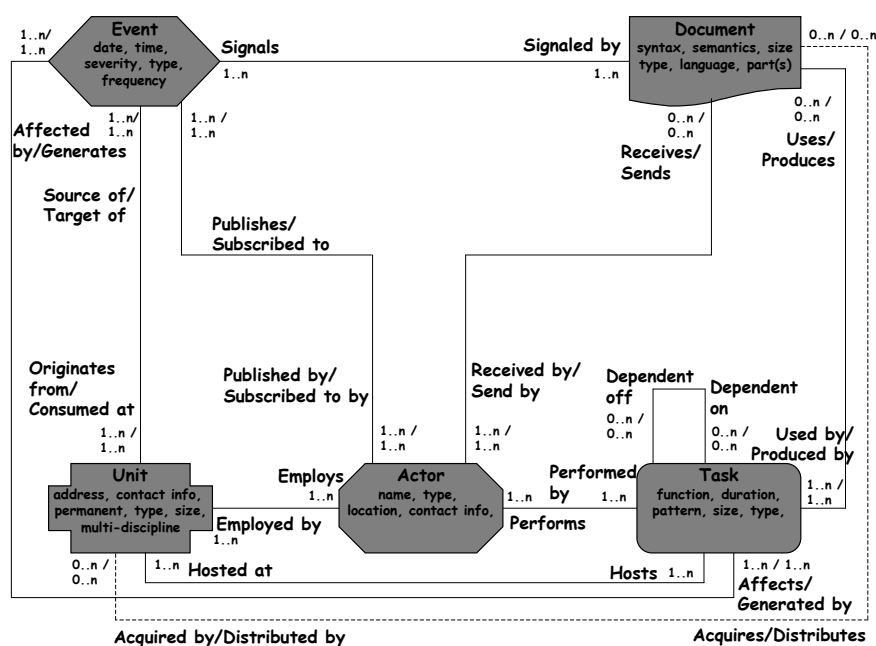 Event
date, time,
severity, type,
frequency
1..n/
1..n
Signals
1..n
Signaled by
1..n
Document
syntax, semantics, size
type, language, part(s)
0..n / 0..n
Affected
by/Generates
1..n/
1..n
1..n /
1..n
0..n /
0..n
Receives/
Sends
0..n /
0..n
Uses/
Produces
Source of/
Target of
Publishes/
Subscribed to
Originates
from/
Consumed at
1..n /
1..n
Published by/
Subscribed to by
1..n /
1..n
Received by/
Send by
1..n /
1..n
Dependent
off
0..n /
0..n
Dependent
on
0..n /
0..n
Used by/
Produced by
1..n /
1..n
Unit
address, contact info,
permanent, type, size,
multi-discipline
Employs
1..n
Employed by
1..n
Actor
name, type,
location, contact info,
Performed
by
1..n
1..n
Performs
Task
function, duration,
pattern, size, type,
0..n /
0..n
1..n
Hosted at
Hosts
1..n
1..n / 1..n
Affects/
Generated by
Acquired by/Distributed by
Acquires/Distributes